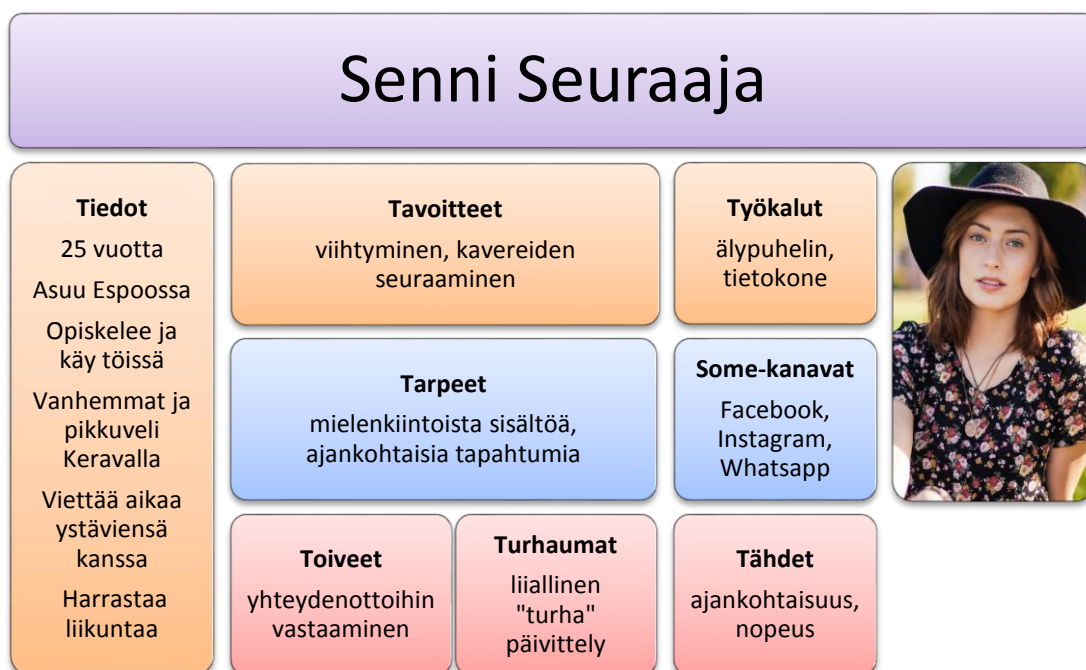 Senni Seuraaja
Tiedot
25 vuotta
Asuu Espoossa
Opiskelee ja
käy töissä
Vanhemmat ja
pikkuveli
Keravalla
Viettää aikaa
ystäviensä
kanssa
Harrastaa
liikuntaa
Tavoitteet
viihtyminen, kavereiden
seuraaminen
Työkalut
älypuhelin,
tietokone
Tarpeet
mielenkiintoista sisältöä,
ajankohtaisia tapahtumia
Some-kanavat
Facebook,
Instagram,
Whatsapp
Toiveet
yhteydenottoihin
vastaaminen
Turhaumat
liiallinen
"turha"
päivittely
Tähdet
ajankohtaisuus,
nopeus